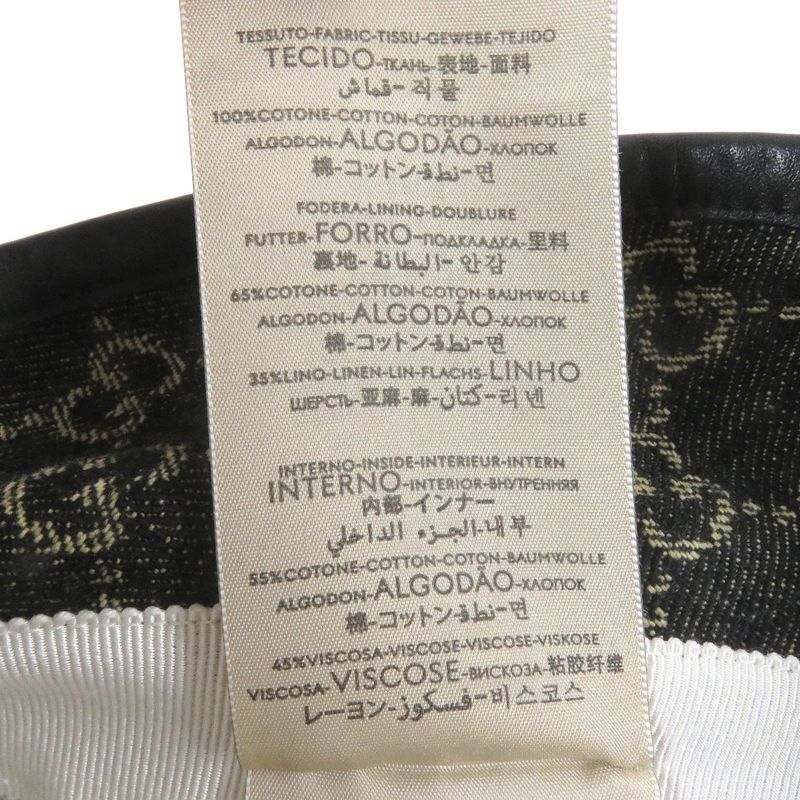 TESSUTO-FABRIC-TISSU-GEWEBE-TEJIDO
TECIDO-ТКАНЬ-表地-面料
قماش-직물
100%COTONE-COTTON-COTON-BAUMWOLLE
ALGODON-ALGODÃO-ХЛОПОК
棉-コットン-نطقة-면
FODERA-LINING-DOUBLURE
FUTTER-FORRO-ПОДКЛАДКА-里料
裏地-البطانة-안감
65%COTONE-COTTON-COTON-BAUMWOLLE
ALGODON-ALGODÃO-ХЛОПОК
棉-コットン-نطقة-면
35%LINO-LINEN-LIN-FLACHS-LINHO
ШЕРСТЬ-亚麻-麻-كتان-리넨
INTERNO-INSIDE-INTERIEUR-INTERN
INTERNO-INTERIOR-ВНУТРЕННЯЯ
内部-インナー
내부-الجزء الداخلي
55%COTONE-COTTON-COTON-BAUMWOLLE
ALGODON-ALGODÃO-ХЛОПОК
棉-コットン-نطقة-면
45%VISCOSA-VISCOSE-VISCOSE-VISKOSE
VISCOSA-VISCOSE-ВИСКОЗА-粘胶纤维
レーヨン-فسكوز-비스코스